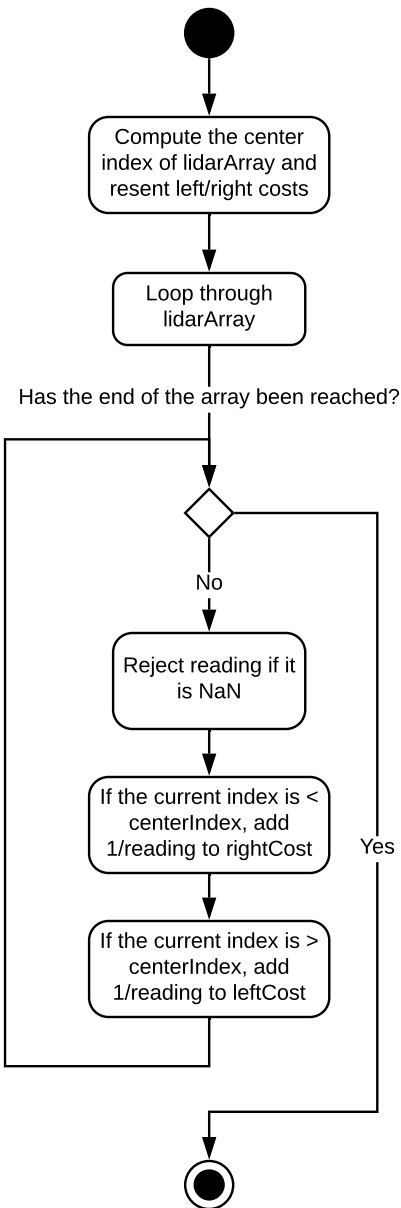 Compute the center
index of lidarArray and
resent left/right costs
Loop through
lidarArray
Has the end of the array been reached?
No
Reject reading if it
is NaN
If the current index is <
centerIndex, add
1/reading to rightCost
Yes
If the current index is >
centerIndex, add
1/reading to leftCost